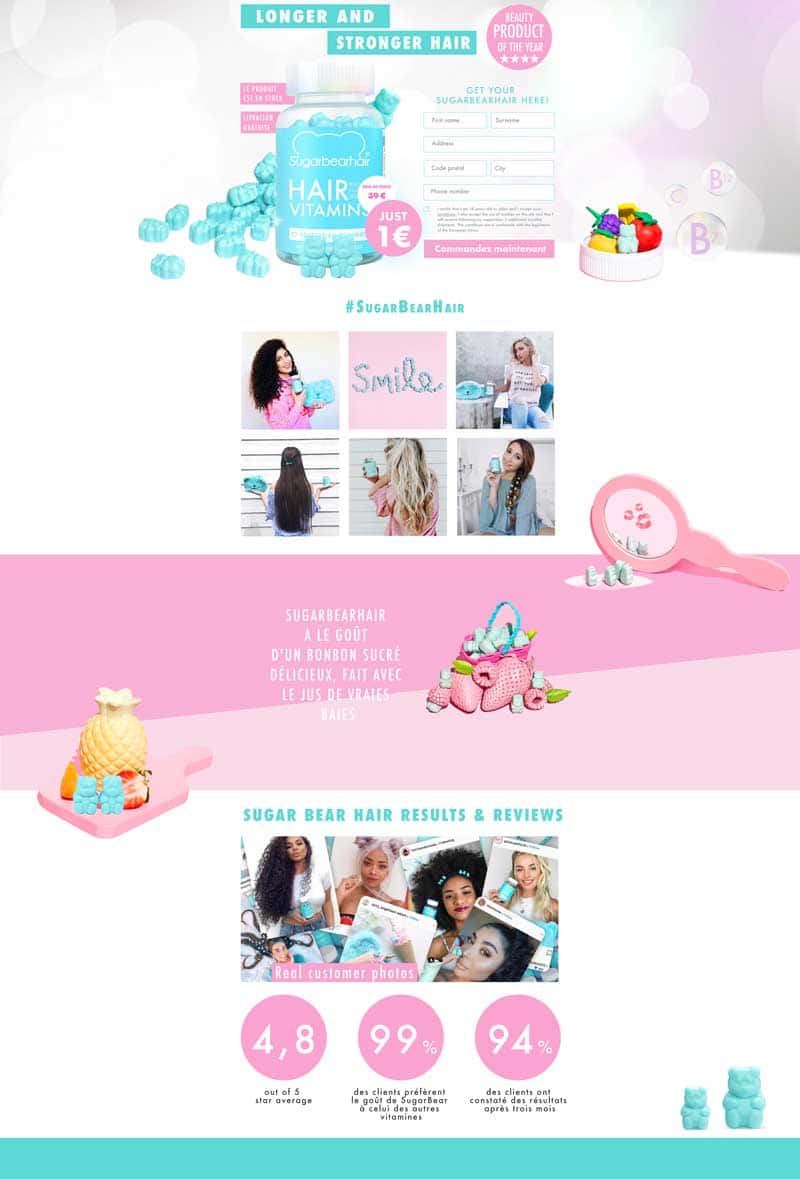 LONGER AND
STRONGER HAIR
BEAUTY
PRODUCT
OF THE YEAR
★★★★
LE PRODUIT
EST EN STOCK
LIVRAISON
GRATUITE
Sugarbearhair
HAIR
VITAMINS
39 €
JUST
1€
GET YOUR
SUGARBEARHAIR HERE!
First name
Surname
Address
Code postal
City
Phone number
Commandez maintenant
C
B12
B7
#SUGARBEARHAIR
Smile
SUGARBEARHAIR
A LE GOÛT
D'UN BONBON SUCRÉ
DÉLICIEUX, FAIT AVEC
LE JUS DE VRAIES
BAIES
SUGAR BEAR HAIR RESULTS & REVIEWS
Real customer photos
4,8
99%
94%
out of 5
star average
des clients préfèrent
le goût de SugarBear
à celui des autres
vitamines
des clients ont
constaté des résultats
après trois mois